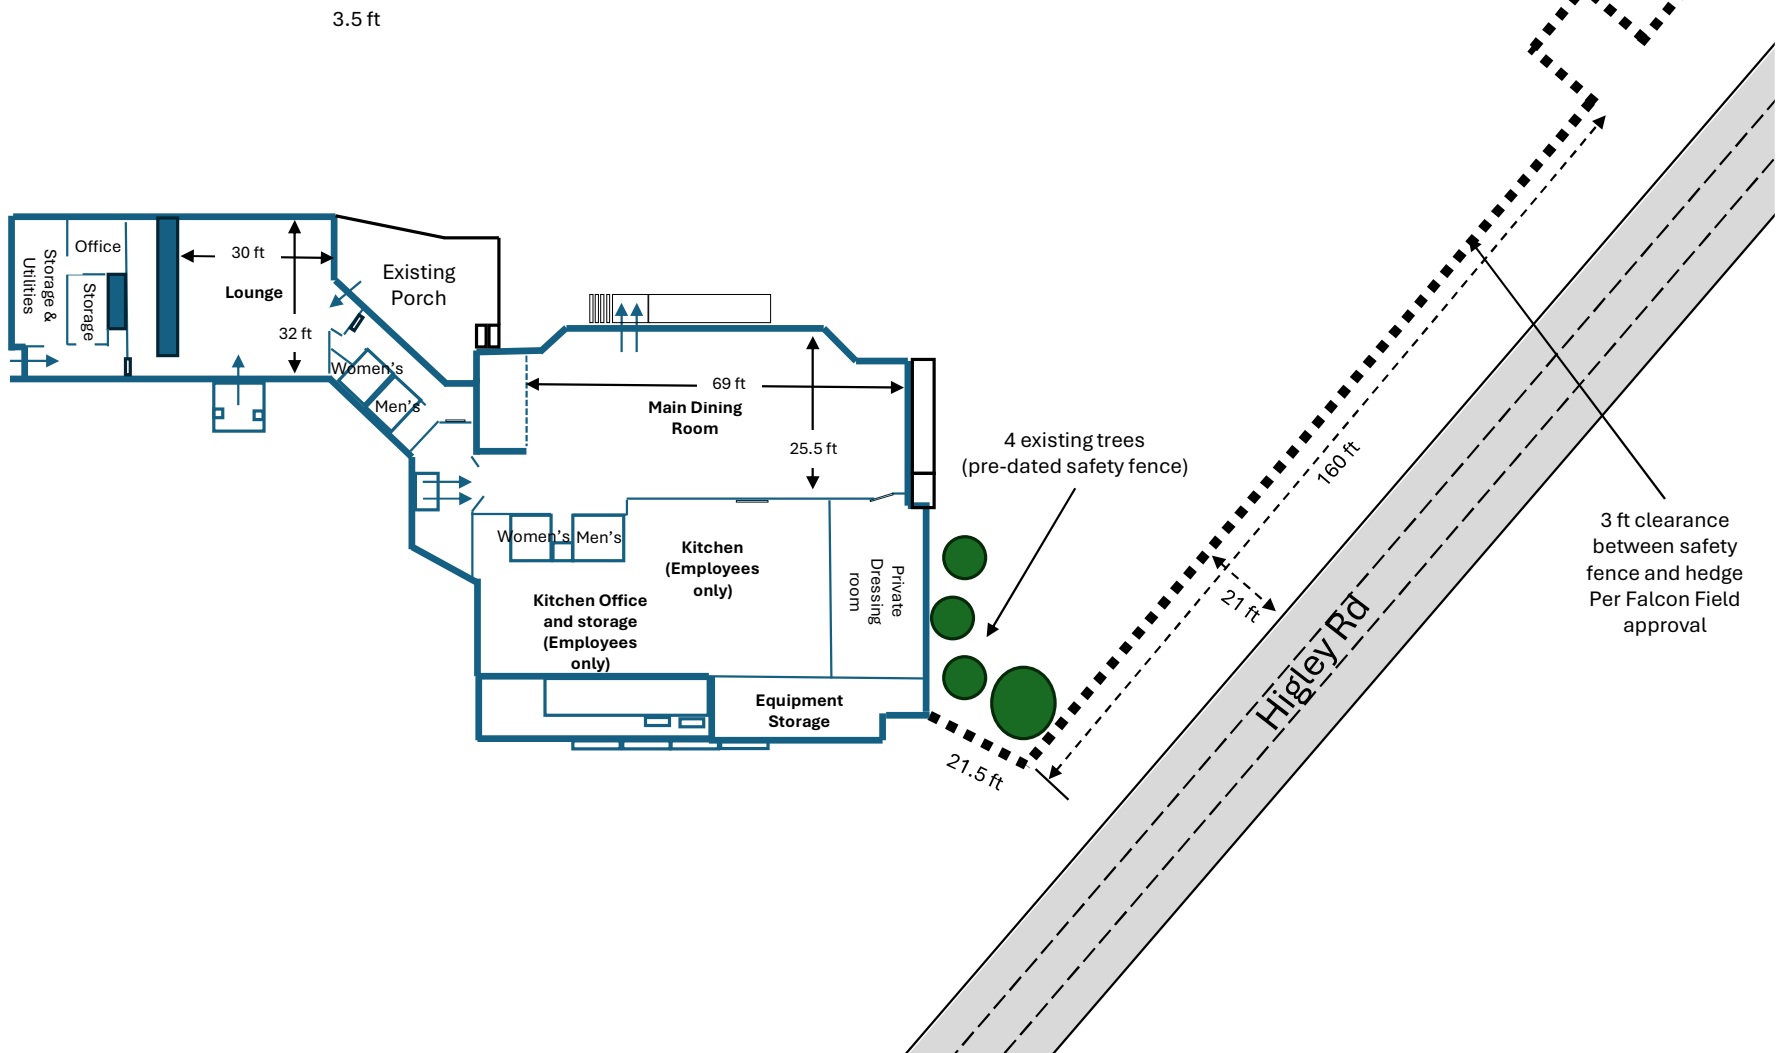 3.5 ft
Office
Storage &
Utilities
Storage
30 ft
Lounge
32 ft
Existing
Porch
Women's
Men's
69 ft
Main Dining
Room
25.5 ft
4 existing trees
(pre-dated safety fence)
160 ft
3 ft clearance
between safety
fence and hedge
Per Falcon Field
approval
Women's
Men's
Kitchen
(Employees
only)
Private
Dressing
room
Kitchen Office
and storage
(Employees
only)
21 ft
Higley Rd
Equipment
Storage
21.5 ft